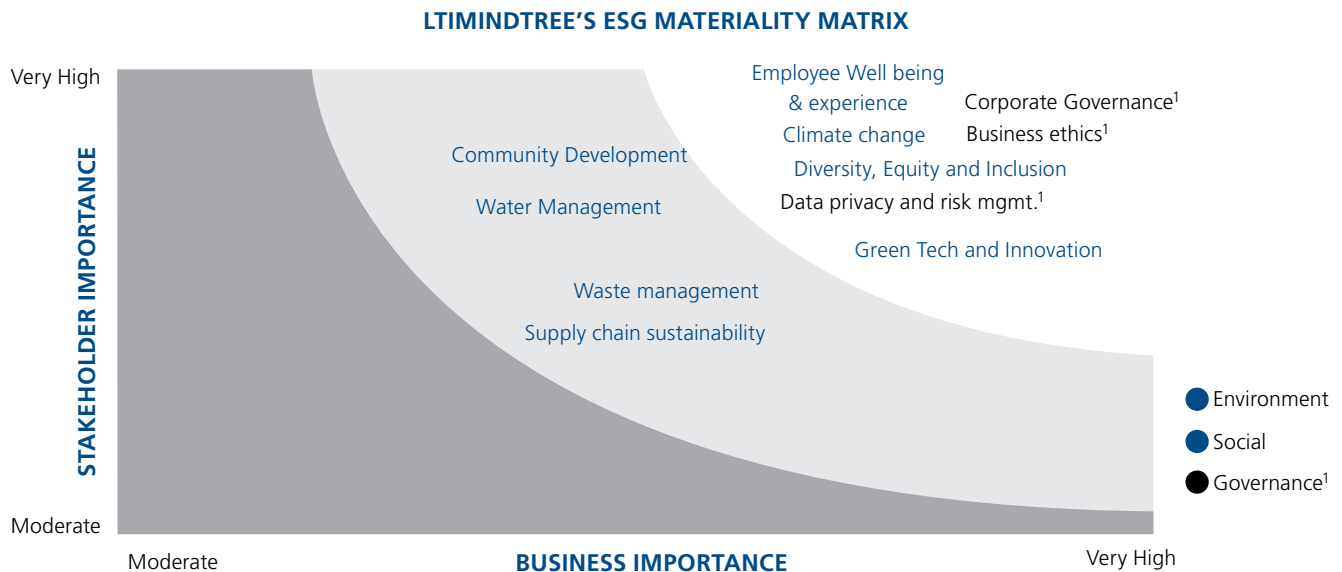 LTIMINDTREE'S ESG MATERIALITY MATRIX
Very High
Employee Well being
& experience
Corporate Governance¹
Climate change
Business ethics¹
Community Development
Diversity, Equity and Inclusion
Water Management
Data privacy and risk mgmt.¹
Green Tech and Innovation
Waste management
Supply chain sustainability
STAKEHOLDER IMPORTANCE
Environment
Social
Governance¹
Moderate
Moderate
BUSINESS IMPORTANCE
Very High